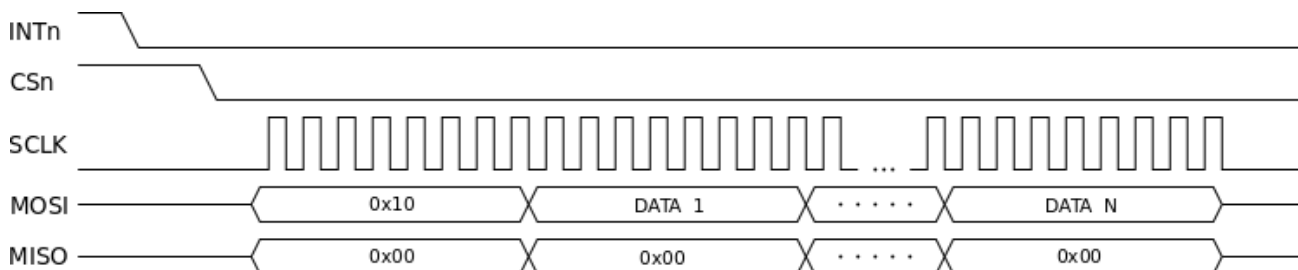 INTn
CSn
SCLK ...
MOSI 0x10 DATA 1 · · · · · DATA N
MISO 0x00 0x00 · · · · · 0x00